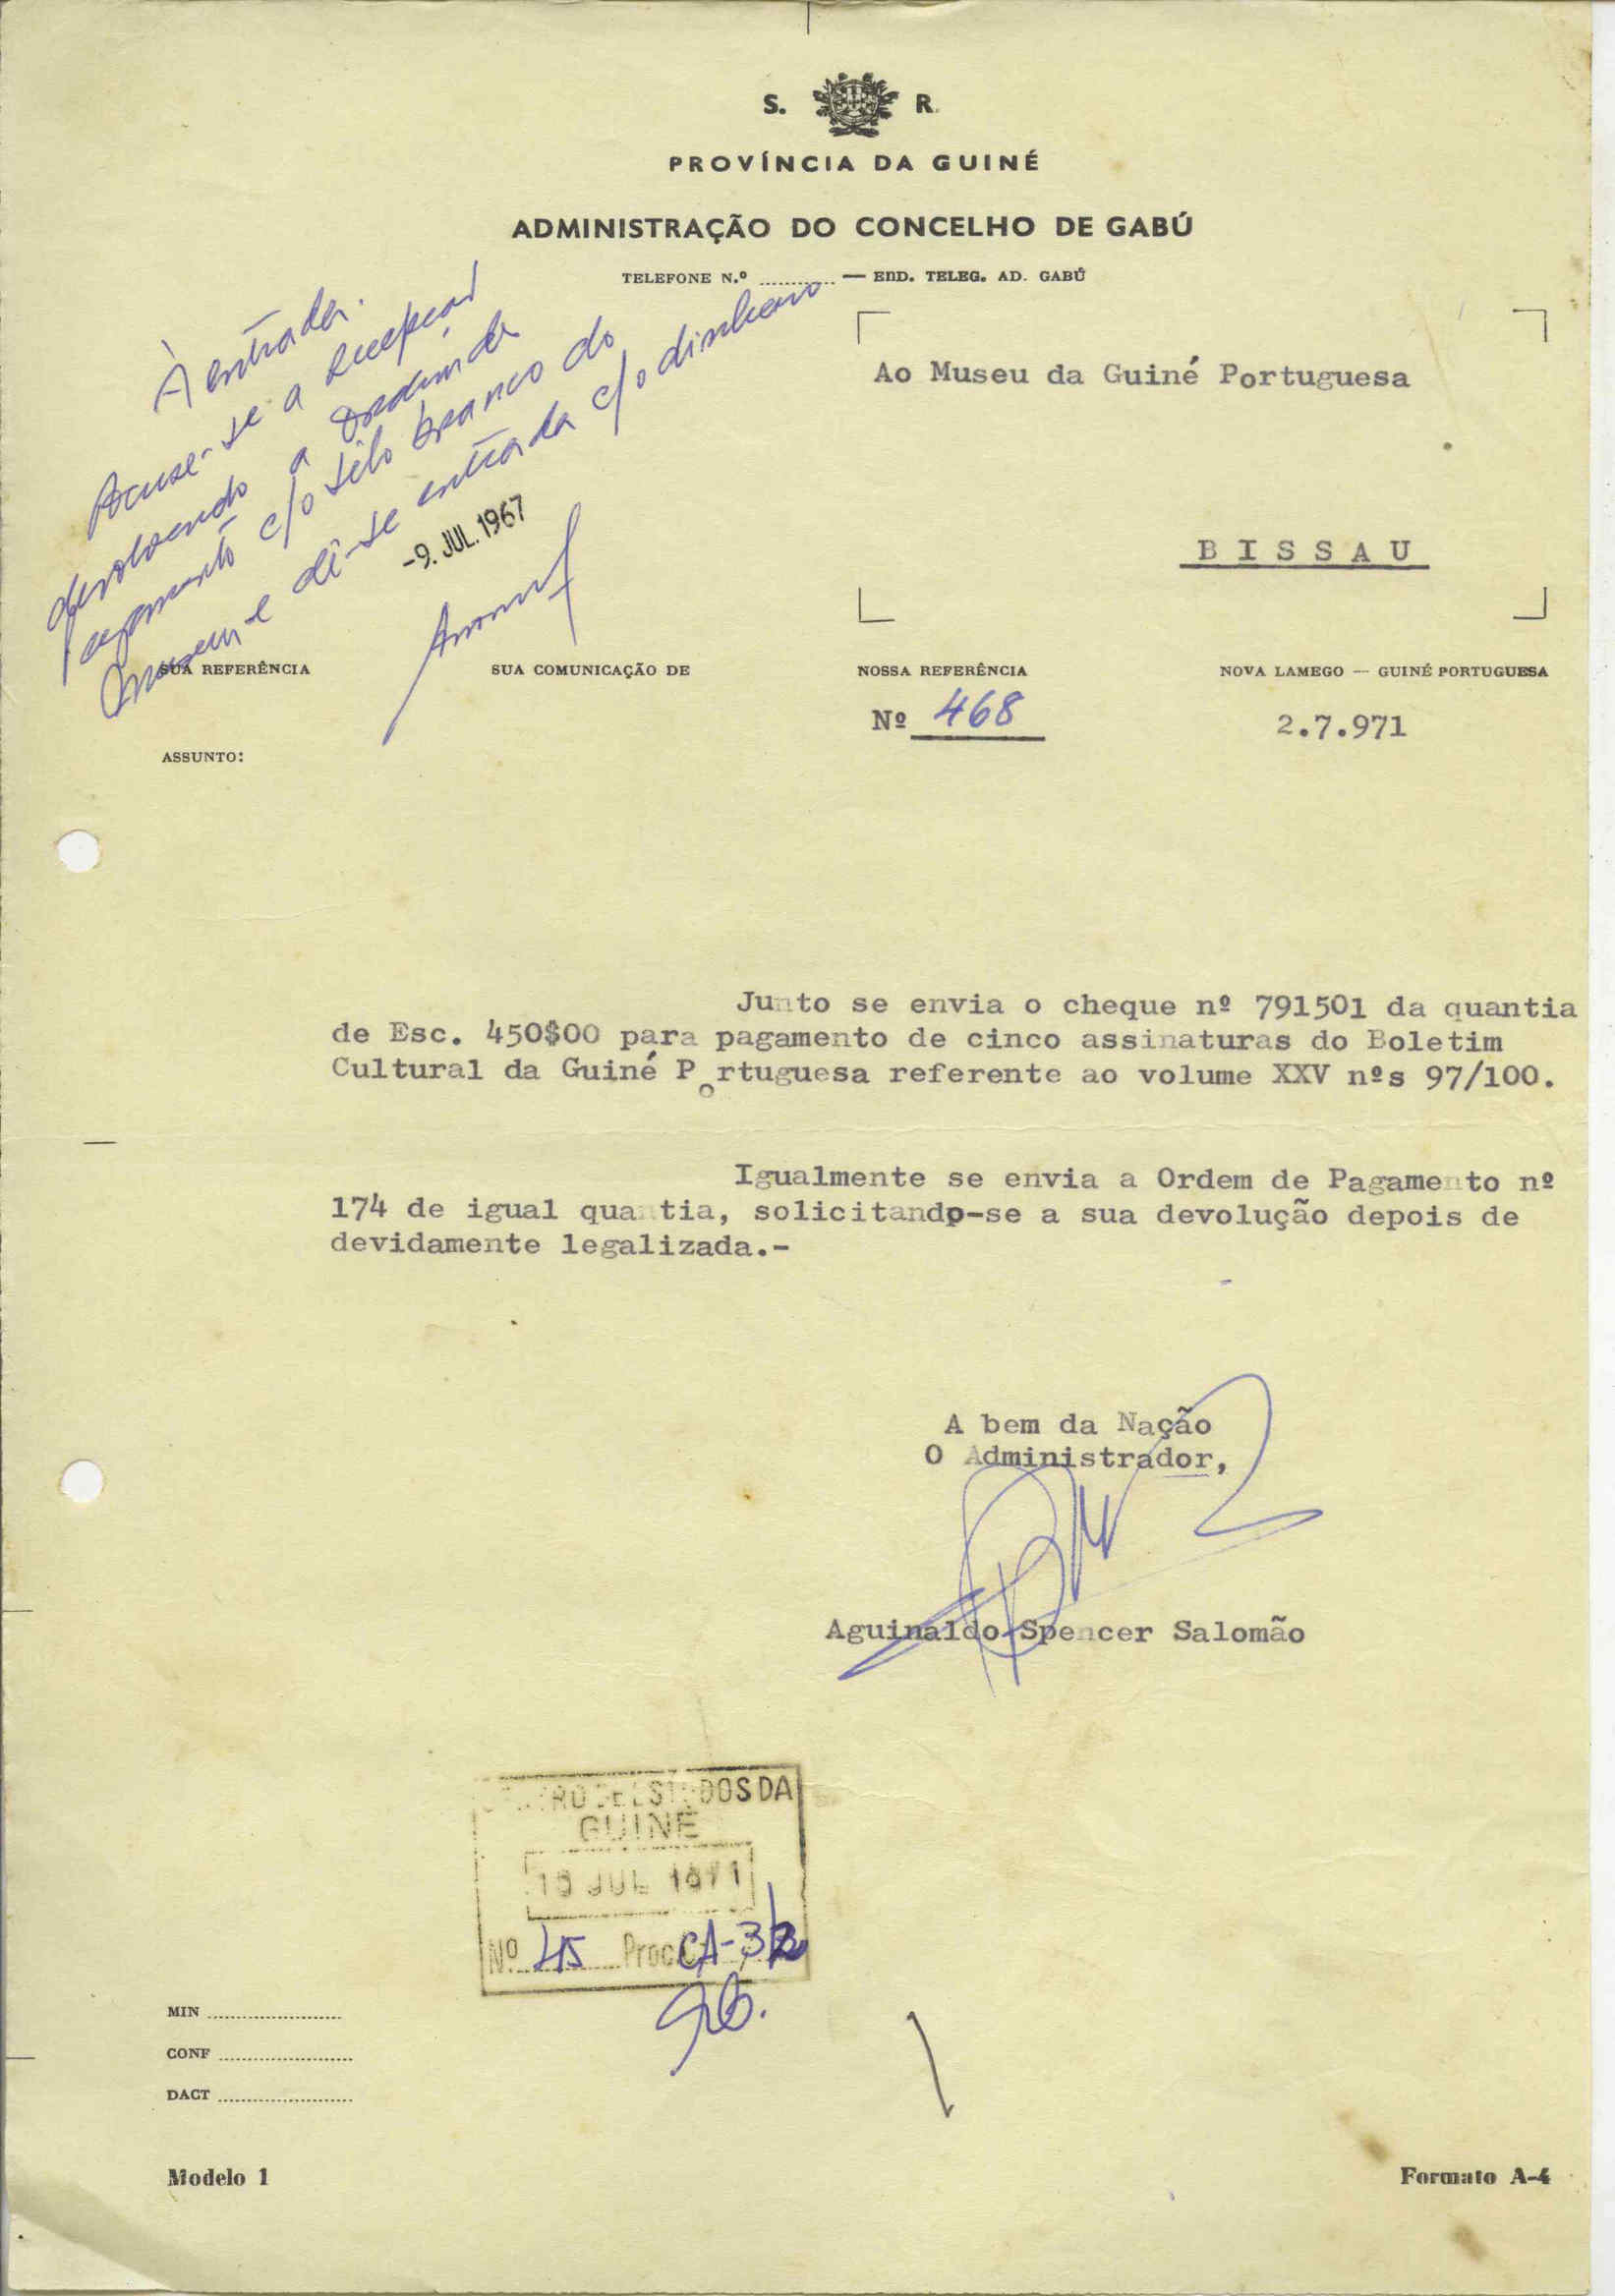 S. R.
PROVÍNCIA DA GUINÉ
ADMINISTRAÇÃO DO CONCELHO DE GABÚ
TELEFONE N.º ............ — END. TELEG. AD. GABÚ
À entrada.
Acuse-se a recepção
devolvendo a ordem de
pagamento c/o selo branco do
Museu e dê-se entrada c/o dinheiro
-9. JUL. 1967
Ao Museu da Guiné Portuguesa
B I S S A U
SUA REFERÊNCIA SUA COMUNICAÇÃO DE NOSSA REFERÊNCIA NOVA LAMEGO — GUINÉ PORTUGUESA
Nº 468 2.7.971
ASSUNTO:
Junto se envia o cheque nº 791501 da quantia
de Esc. 450$00 para pagamento de cinco assinaturas do Boletim
Cultural da Guiné Portuguesa referente ao volume XXV nºs 97/100.
Igualmente se envia a Ordem de Pagamento nº
174 de igual quantia, solicitando-se a sua devolução depois de
devidamente legalizada.-
A bem da Nação
O Administrador,
Aguinaldo Spencer Salomão
CENTRO DE ESTUDOS DA
GUINÉ
JUL 1971
Nº 45 Proc. CA-3/2
MIN ........................
CONF ........................
DACT ........................
Modelo 1 Formato A-4